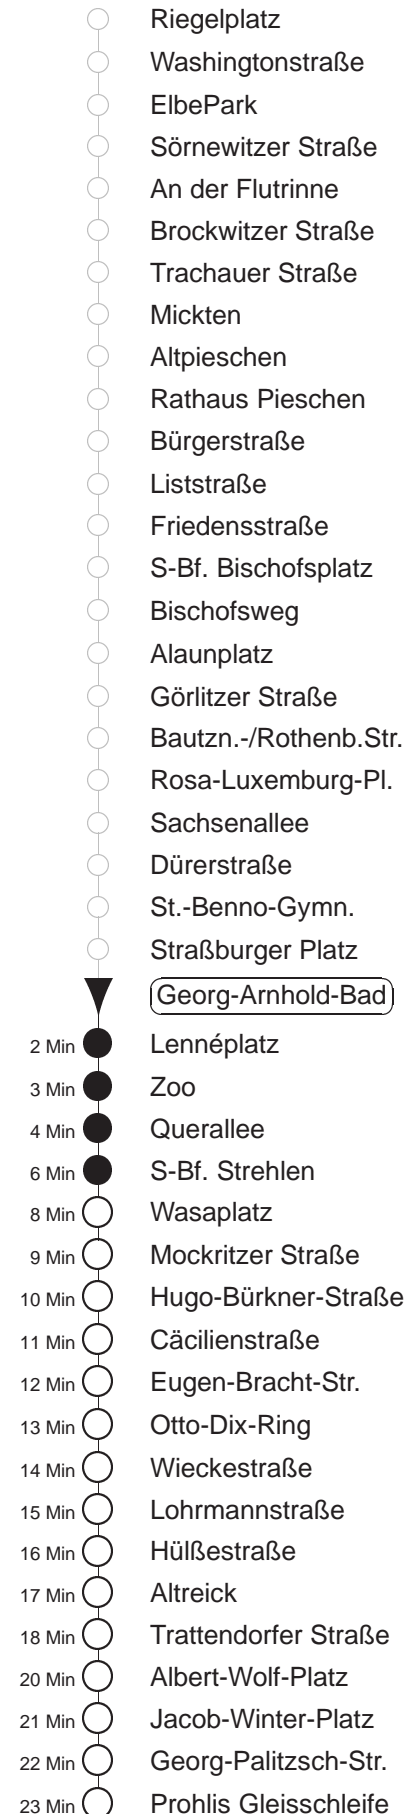 Riegelplatz
Washingtonstraße
ElbePark
Sörnewitzer Straße
An der Flutrinne
Brockwitzer Straße
Trachauer Straße
Mickten
Altpieschen
Rathaus Pieschen
Bürgerstraße
Liststraße
Friedensstraße
S-Bf. Bischofsplatz
Bischofsweg
Alaunplatz
Görlitzer Straße
Bautzn.-/Rothenb.Str.
Rosa-Luxemburg-Pl.
Sachsenallee
Dürerstraße
St.-Benno-Gymn.
Straßburger Platz
Georg-Arnhold-Bad
2 Min Lennéplatz
3 Min Zoo
4 Min Querallee
6 Min S-Bf. Strehlen
8 Min Wasaplatz
9 Min Mockritzer Straße
10 Min Hugo-Bürkner-Straße
11 Min Cäcilienstraße
12 Min Eugen-Bracht-Str.
13 Min Otto-Dix-Ring
14 Min Wieckestraße
15 Min Lohrmannstraße
16 Min Hülßestraße
17 Min Altreick
18 Min Trattendorfer Straße
20 Min Albert-Wolf-Platz
21 Min Jacob-Winter-Platz
22 Min Georg-Palitzsch-Str.
23 Min Prohlis Gleisschleife